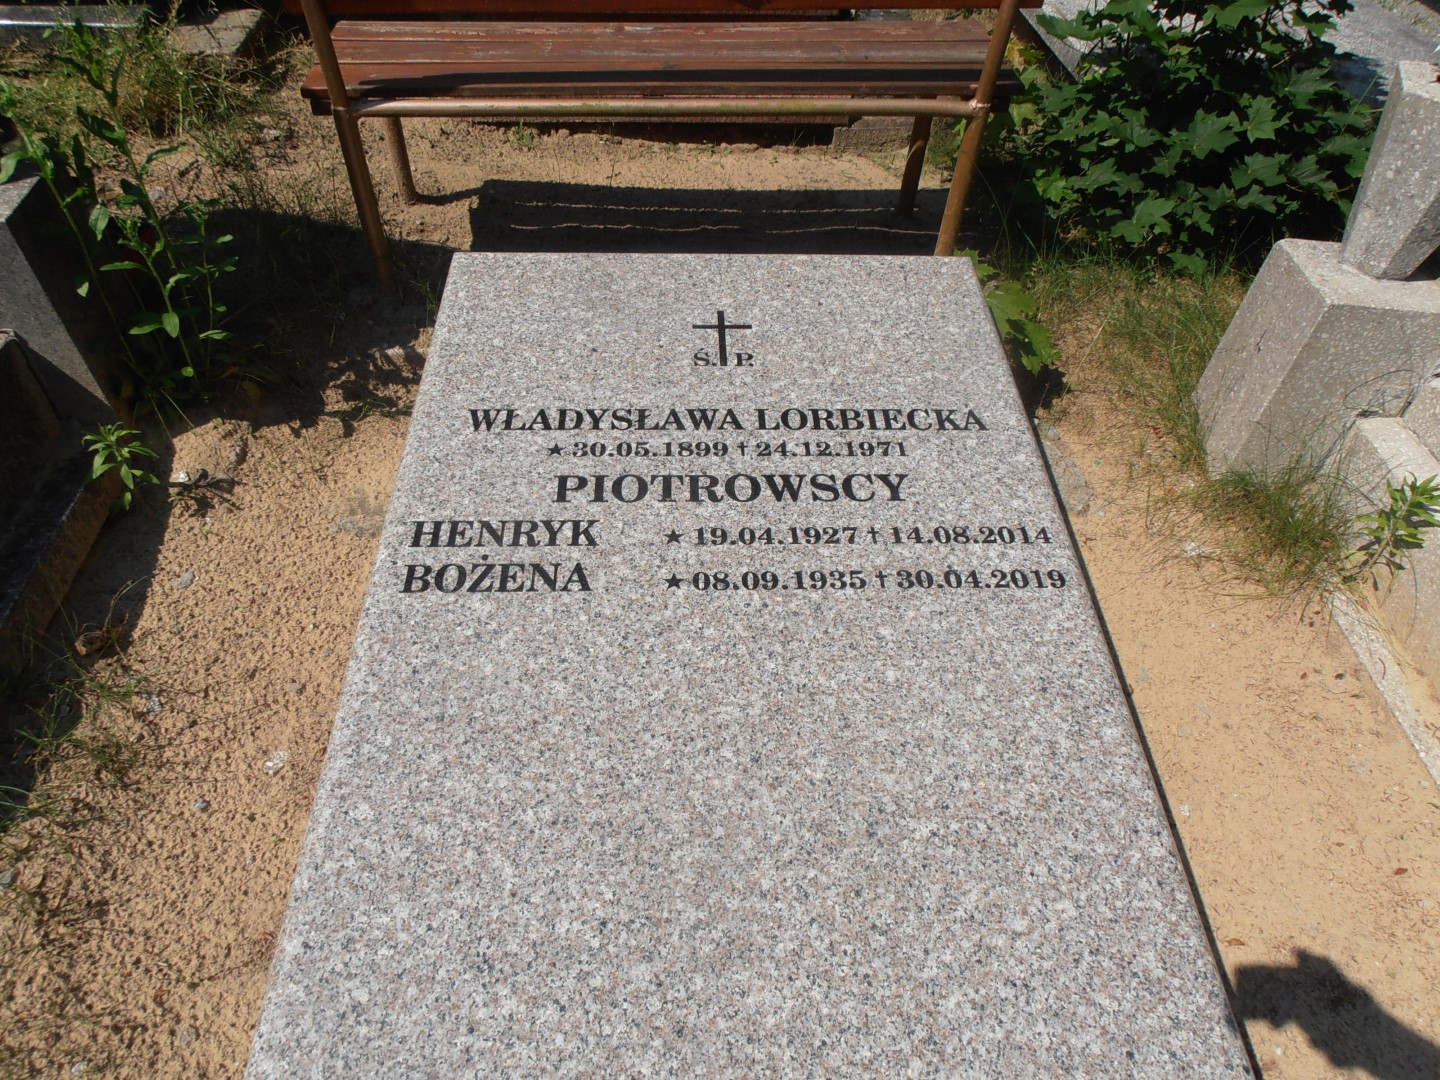 Ś. P.
WŁADYSŁAWA LORBIECKA
★ 30.05.1899 † 24.12.1971
PIOTROWSCY
HENRYK ★ 19.04.1927 † 14.08.2014
BOŻENA ★ 08.09.1935 † 30.04.2019